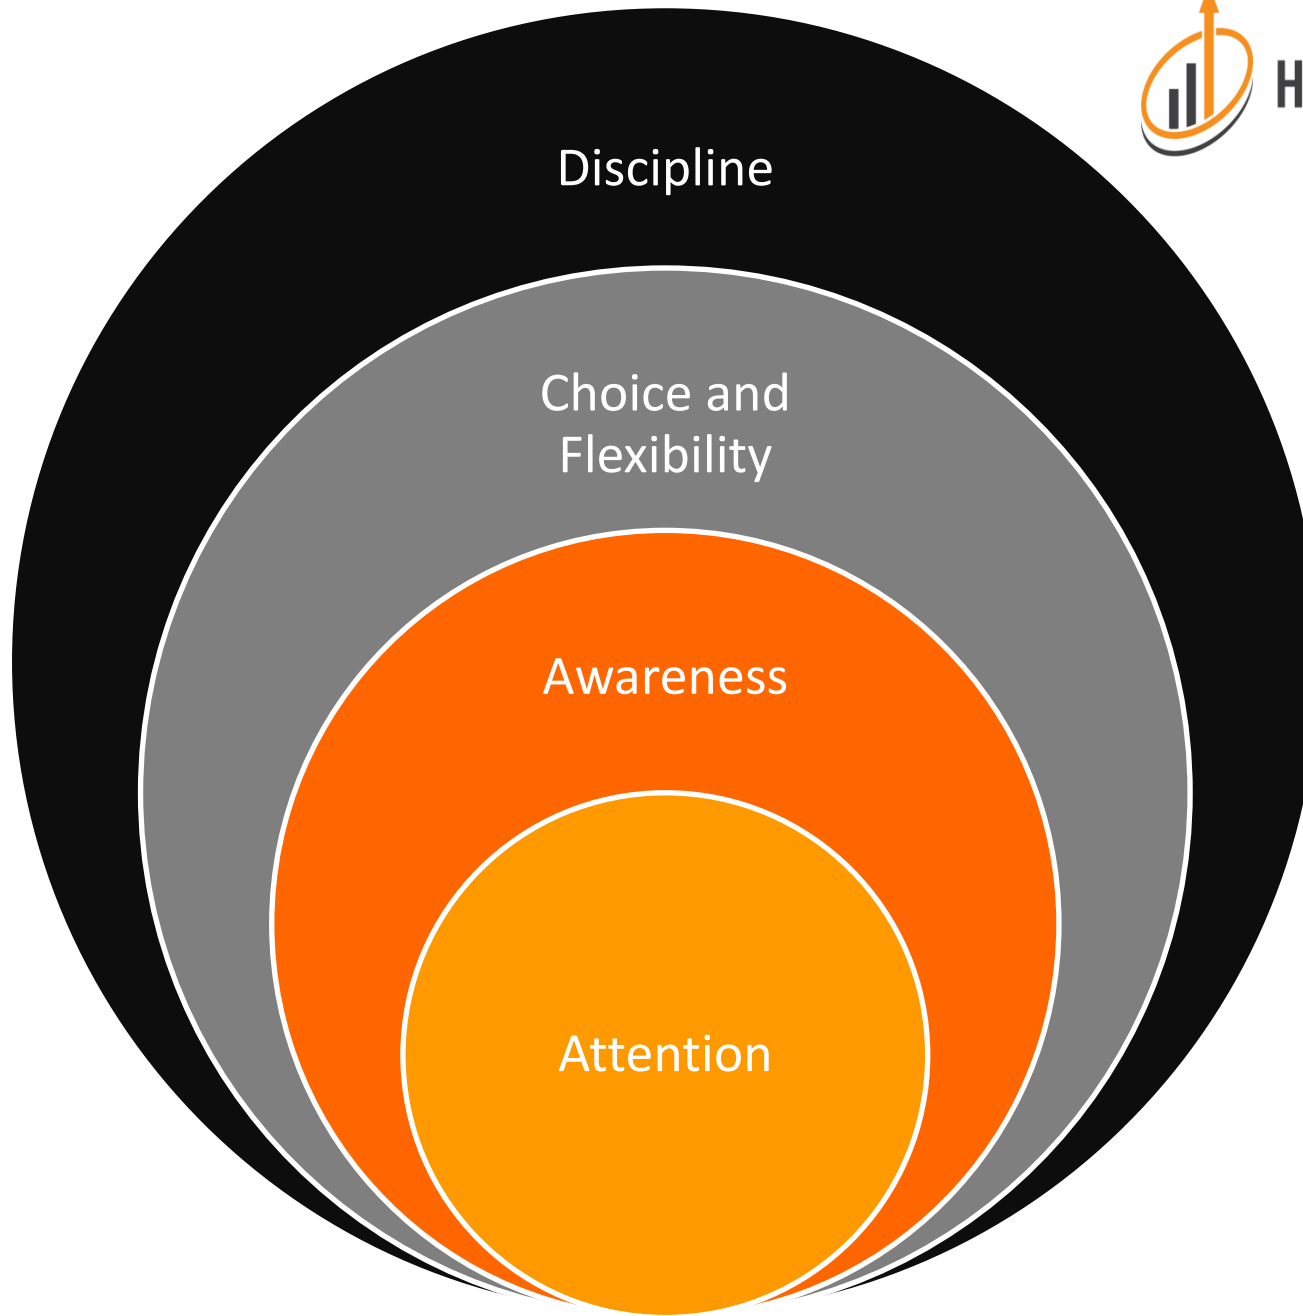 H
Discipline
Choice and
Flexibility
Awareness
Attention